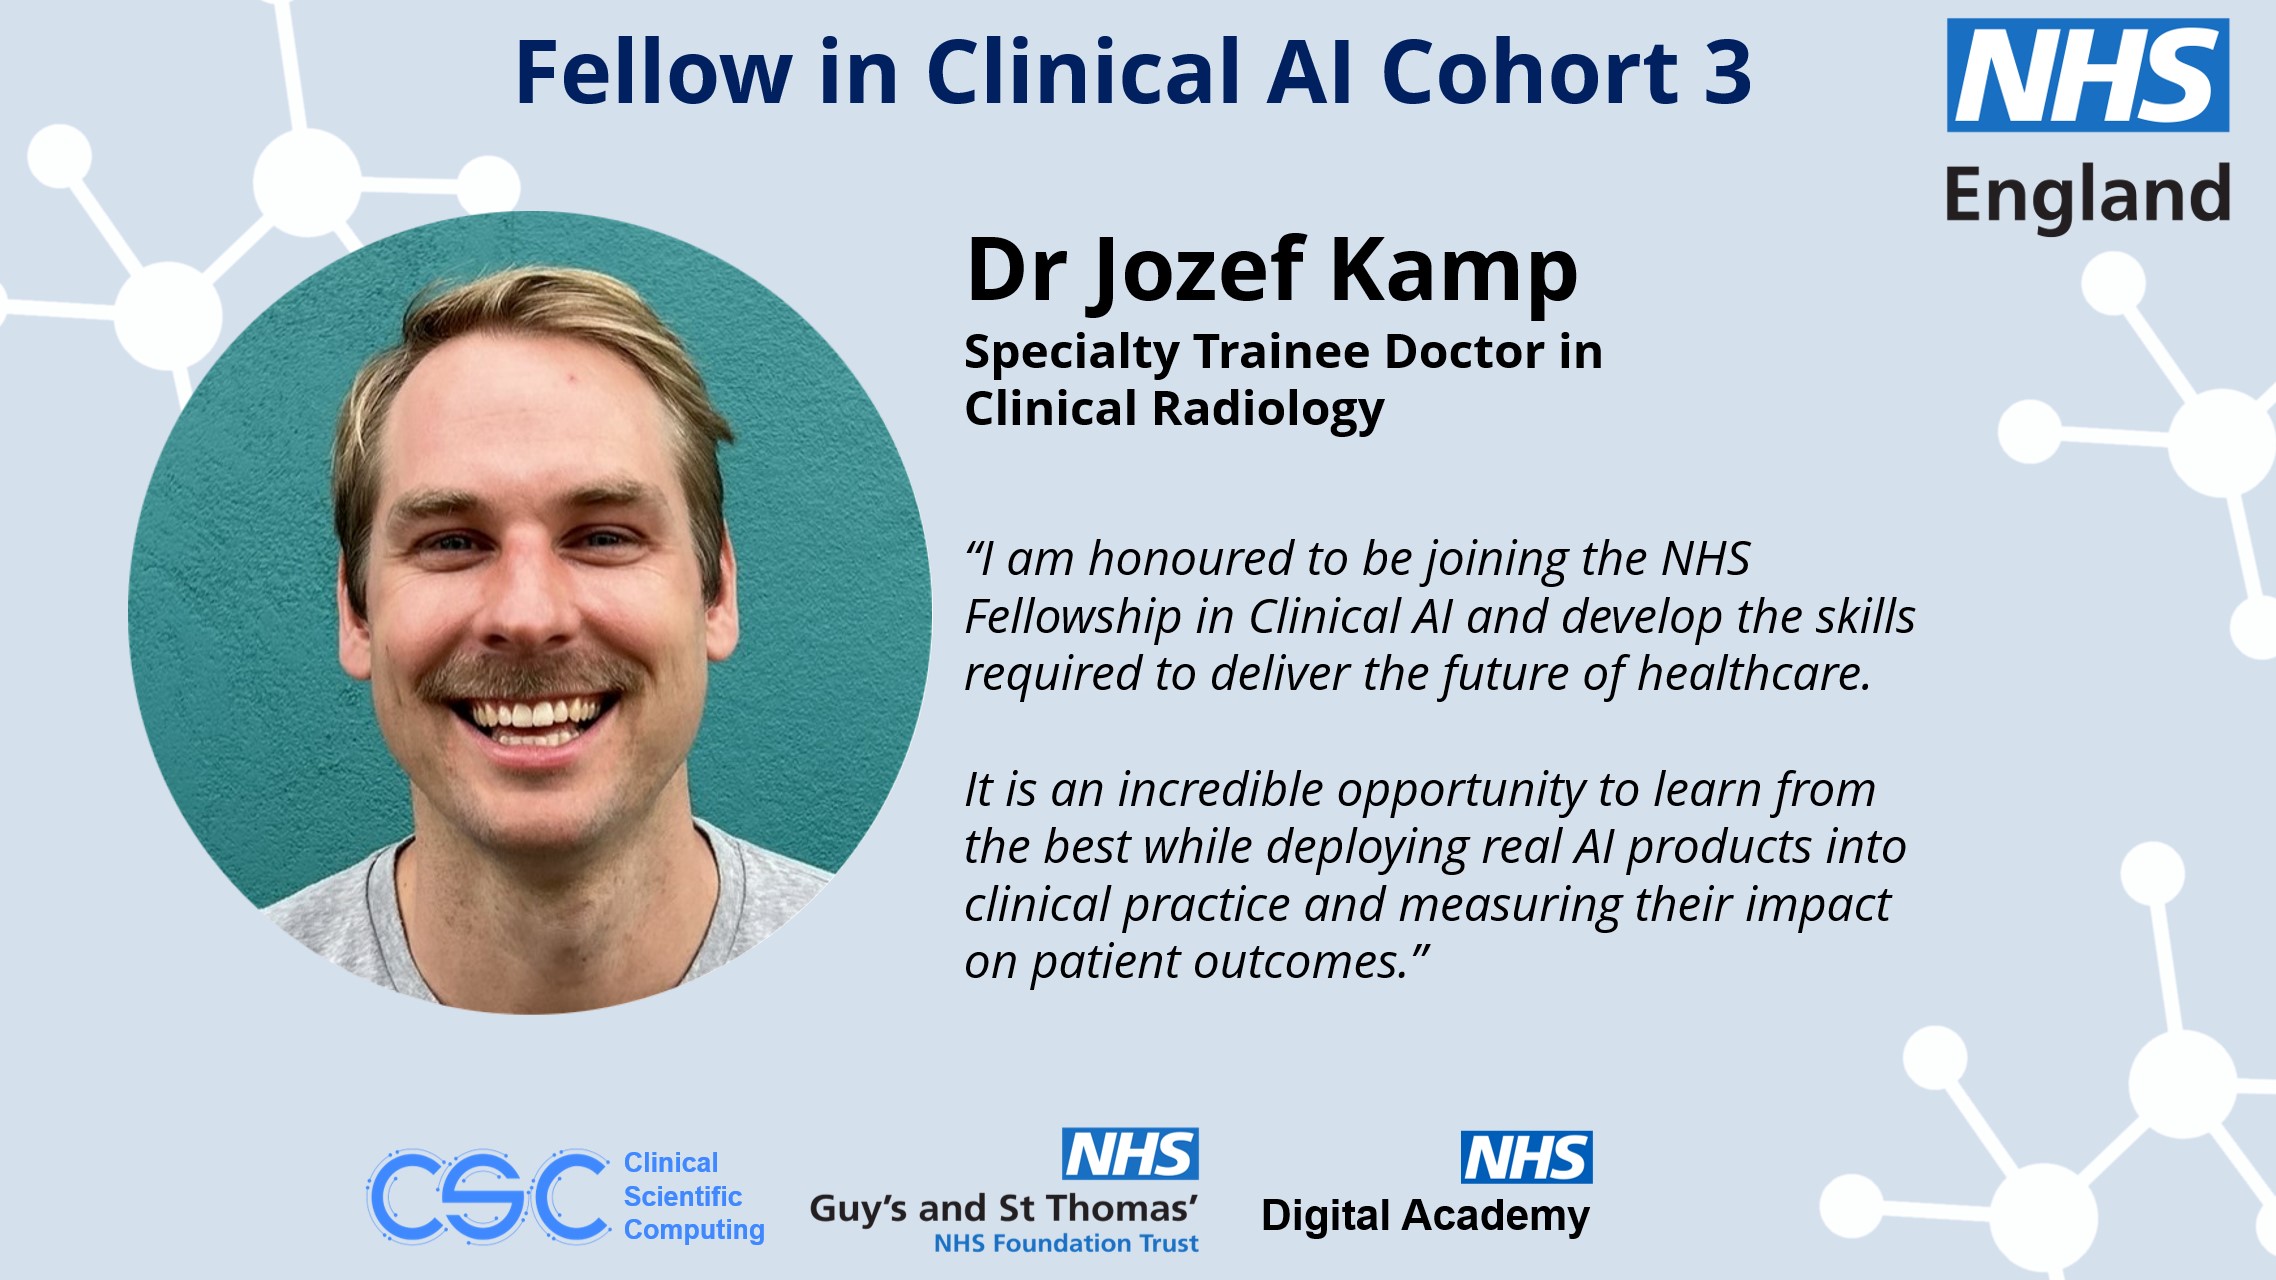 Fellow in Clinical AI Cohort 3
NHS
England
Dr Jozef Kamp
Specialty Trainee Doctor in
Clinical Radiology
“I am honoured to be joining the NHS
Fellowship in Clinical AI and develop the skills
required to deliver the future of healthcare.
It is an incredible opportunity to learn from
the best while deploying real AI products into
clinical practice and measuring their impact
on patient outcomes.”
CSC
Clinical
Scientific
Computing
NHS
Guy’s and St Thomas’
NHS Foundation Trust
NHS
Digital Academy